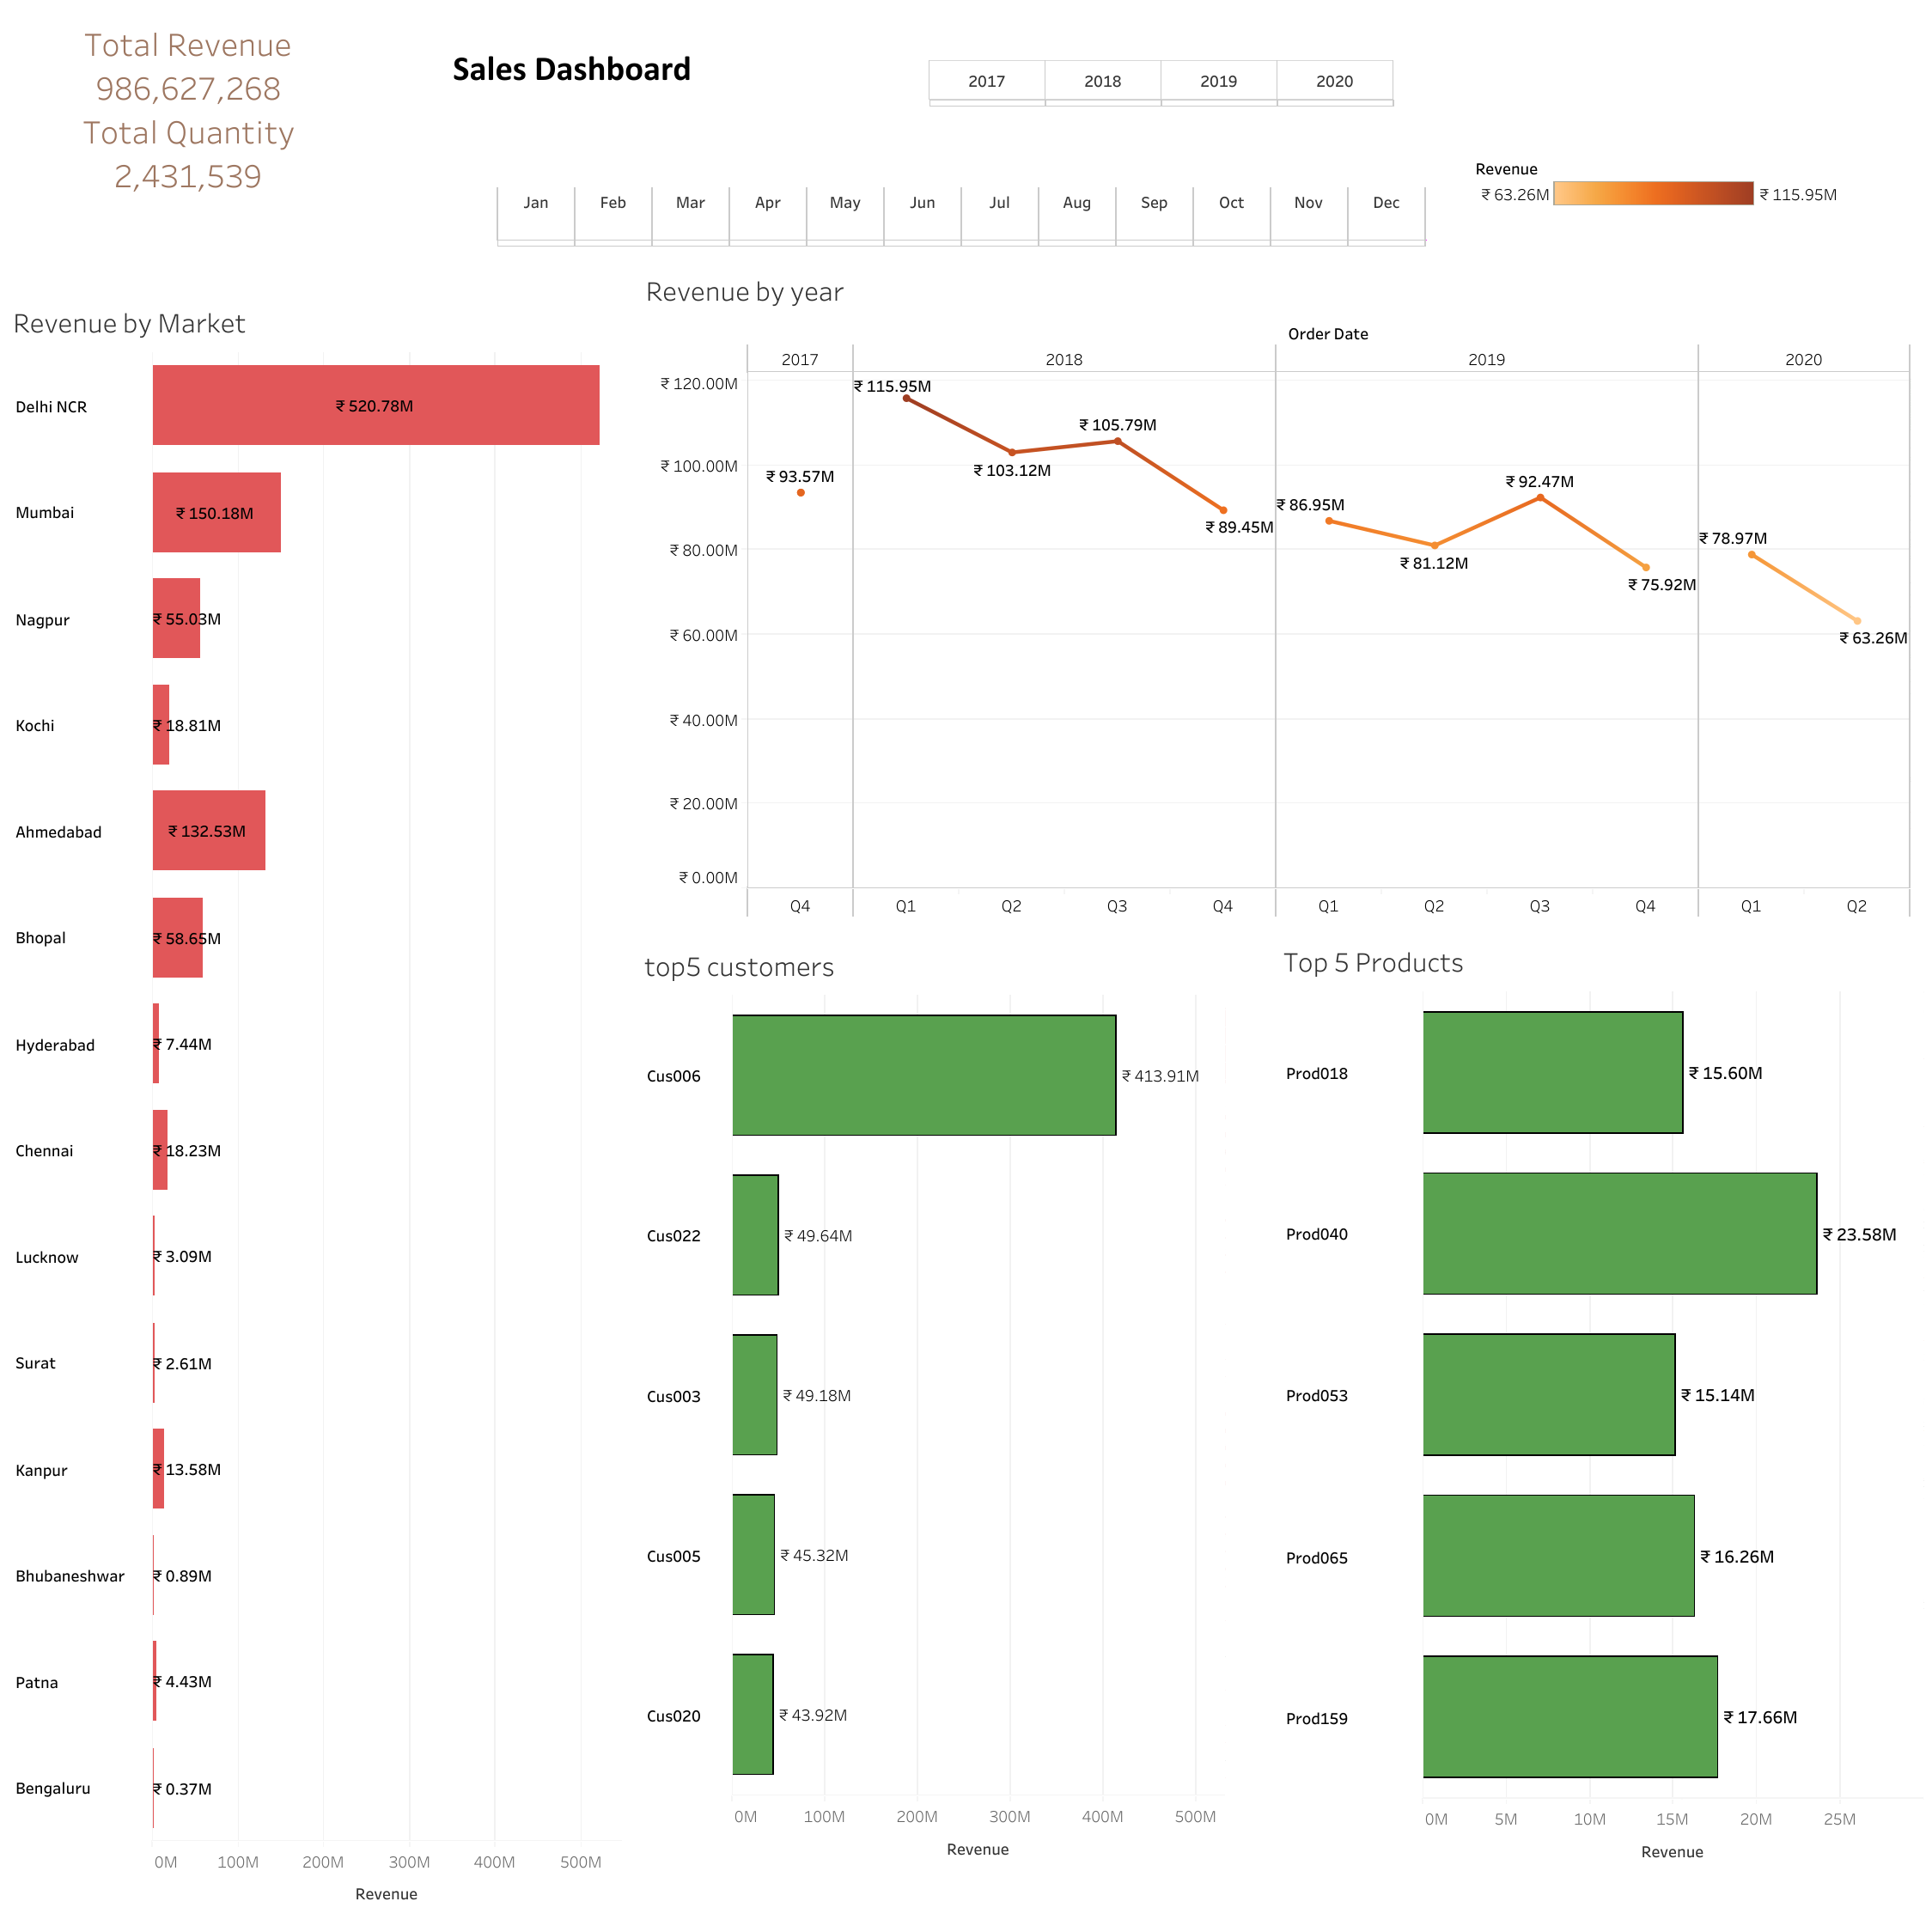 Total Revenue
986,627,268
Total Quantity
2,431,539
Sales Dashboard
2017 2018 2019 2020
Jan Feb Mar Apr May Jun Jul Aug Sep Oct Nov Dec
Revenue
₹ 63.26M ₹ 115.95M
Revenue by Market
Delhi NCR ₹ 520.78M
Mumbai ₹ 150.18M
Nagpur ₹ 55.03M
Kochi ₹ 18.81M
Ahmedabad ₹ 132.53M
Bhopal ₹ 58.65M
Hyderabad ₹ 7.44M
Chennai ₹ 18.23M
Lucknow ₹ 3.09M
Surat ₹ 2.61M
Kanpur ₹ 13.58M
Bhubaneshwar ₹ 0.89M
Patna ₹ 4.43M
Bengaluru ₹ 0.37M
0M 100M 200M 300M 400M 500M
Revenue
Revenue by year
Order Date
2017 2018 2019 2020
₹ 120.00M
₹ 100.00M
₹ 80.00M
₹ 60.00M
₹ 40.00M
₹ 20.00M
₹ 0.00M
₹ 93.57M
₹ 115.95M
₹ 103.12M
₹ 105.79M
₹ 89.45M
₹ 86.95M
₹ 81.12M
₹ 92.47M
₹ 75.92M
₹ 78.97M
₹ 63.26M
Q4 Q1 Q2 Q3 Q4 Q1 Q2 Q3 Q4 Q1 Q2
top5 customers
Cus006 ₹ 413.91M
Cus022 ₹ 49.64M
Cus003 ₹ 49.18M
Cus005 ₹ 45.32M
Cus020 ₹ 43.92M
0M 100M 200M 300M 400M 500M
Revenue
Top 5 Products
Prod018 ₹ 15.60M
Prod040 ₹ 23.58M
Prod053 ₹ 15.14M
Prod065 ₹ 16.26M
Prod159 ₹ 17.66M
0M 5M 10M 15M 20M 25M
Revenue